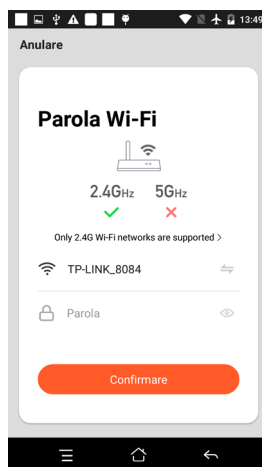 13:49
Anulare
Parola Wi-Fi
2.4GHz 5GHz
Only 2.4G Wi-Fi networks are supported >
TP-LINK_8084
Parola
Confirmare